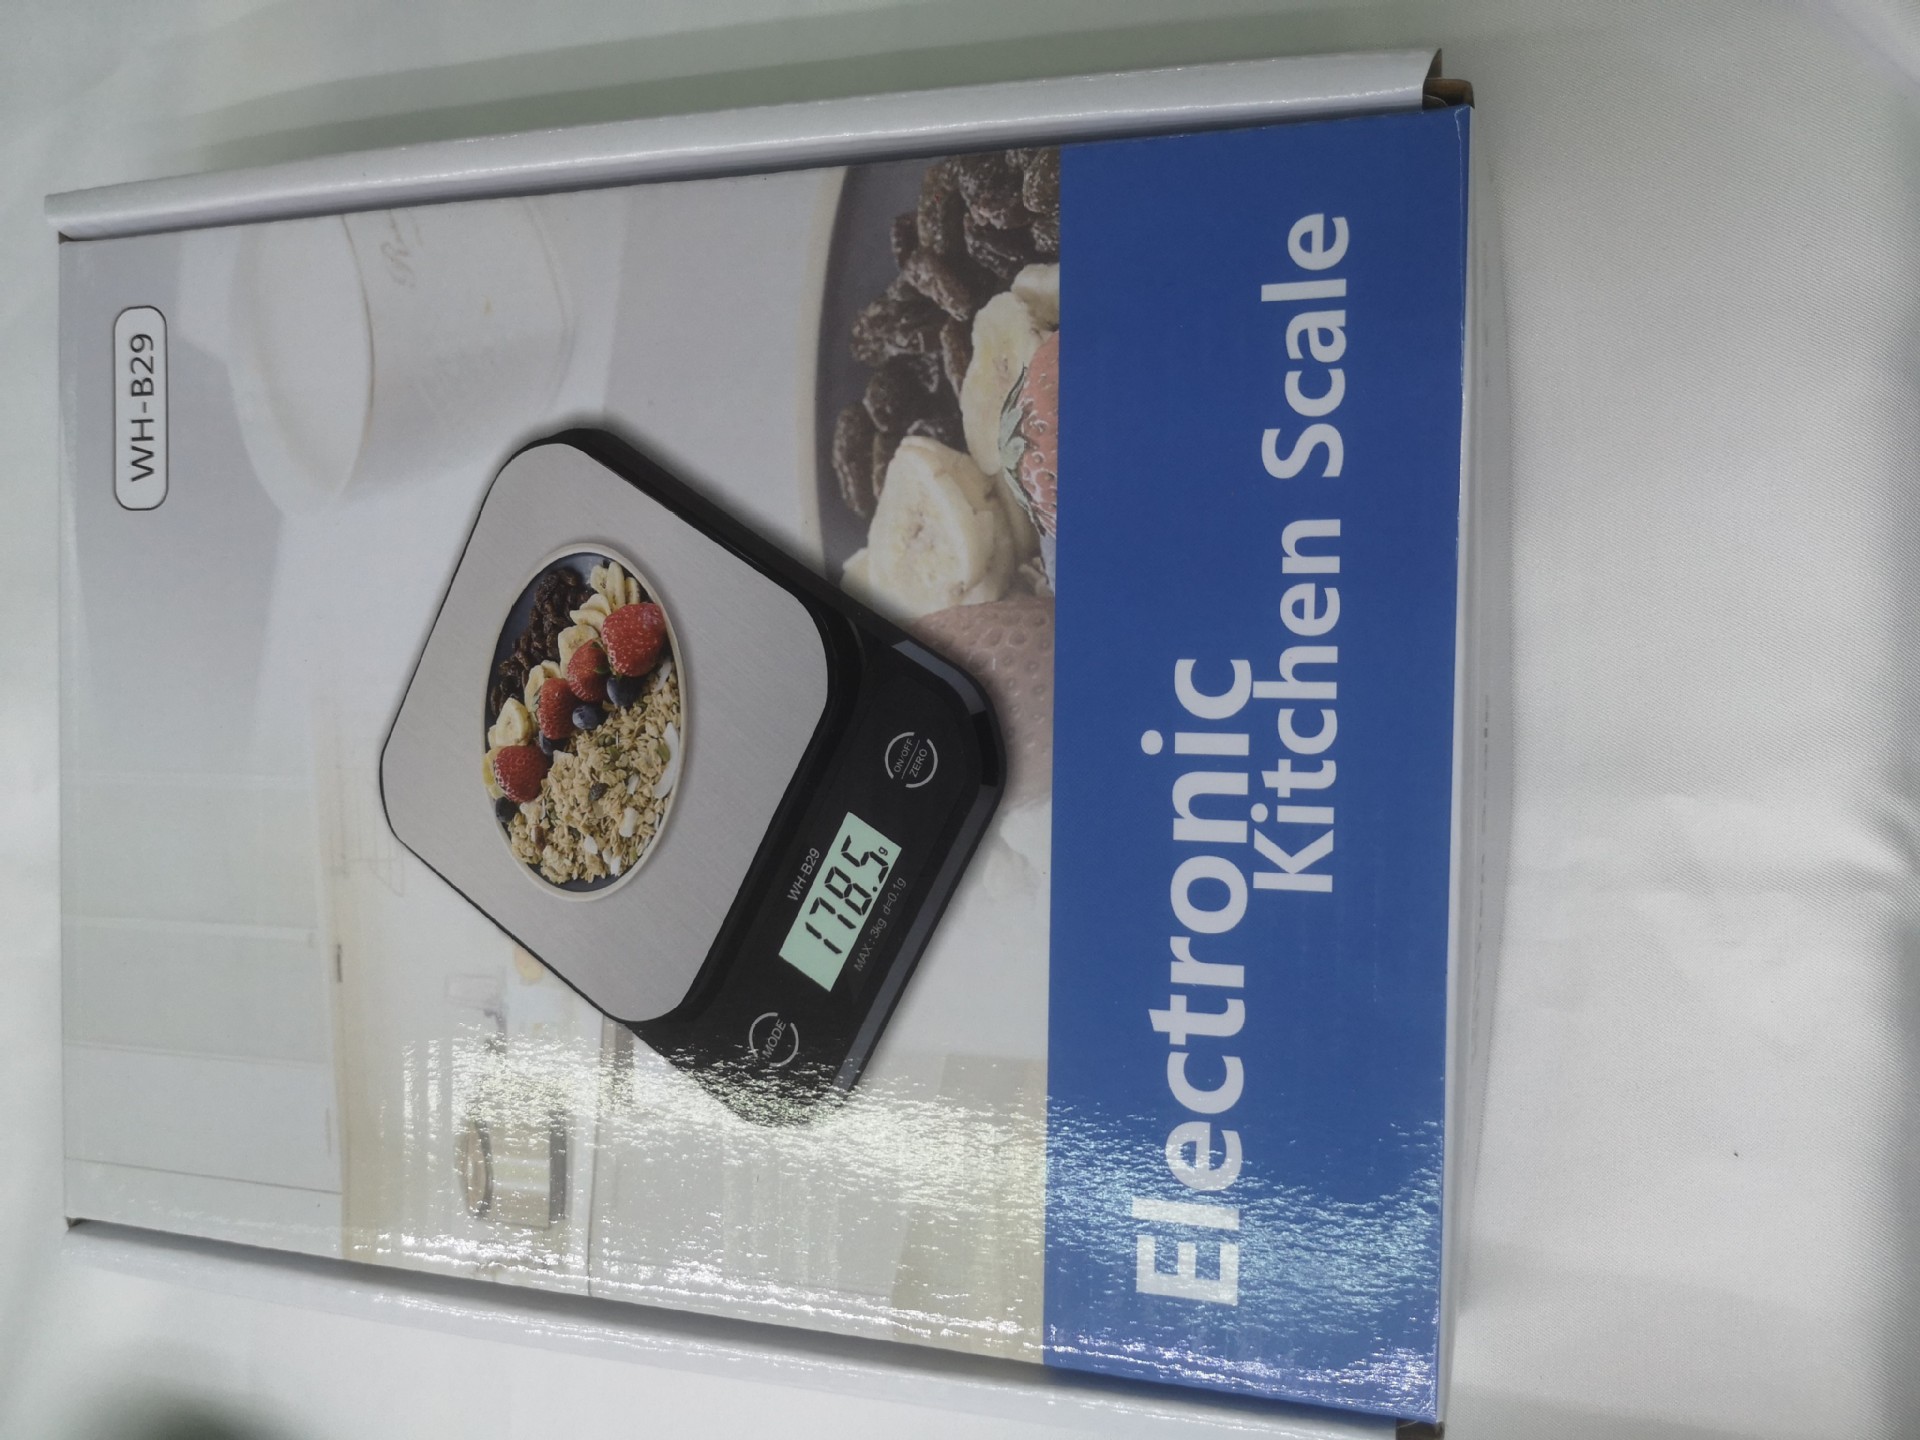 WH-B29
WH-B29
178.5g
MAX : 3kg d=0.1g
MODE
ON/OFF
ZERO
Electronic
Kitchen Scale